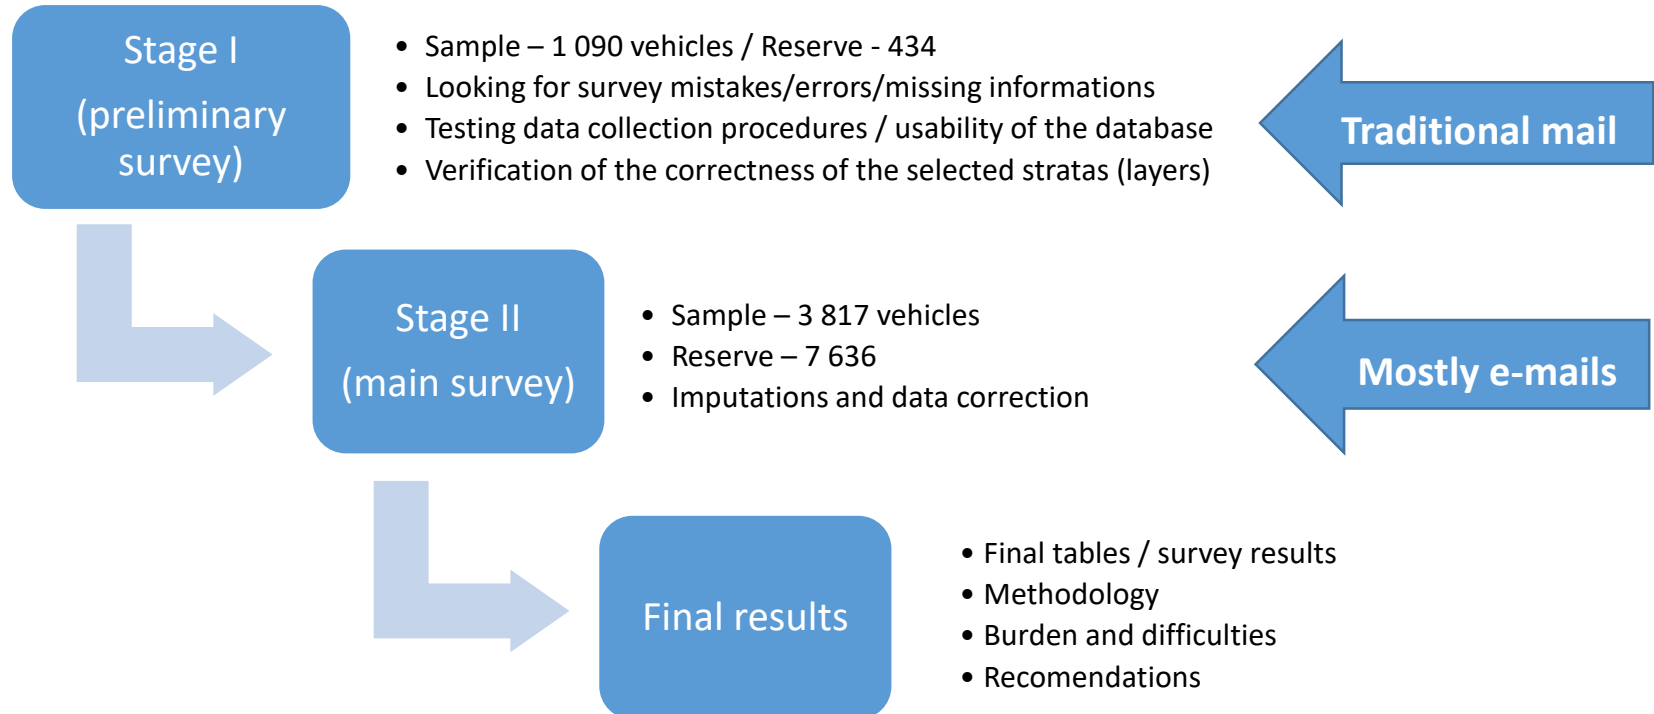 Stage I
(preliminary
survey)
• Sample – 1 090 vehicles / Reserve - 434
• Looking for survey mistakes/errors/missing informations
• Testing data collection procedures / usability of the database
• Verification of the correctness of the selected stratas (layers)
Traditional mail
Stage II
(main survey)
• Sample – 3 817 vehicles
• Reserve – 7 636
• Imputations and data correction
Mostly e-mails
Final results
• Final tables / survey results
• Methodology
• Burden and difficulties
• Recomendations